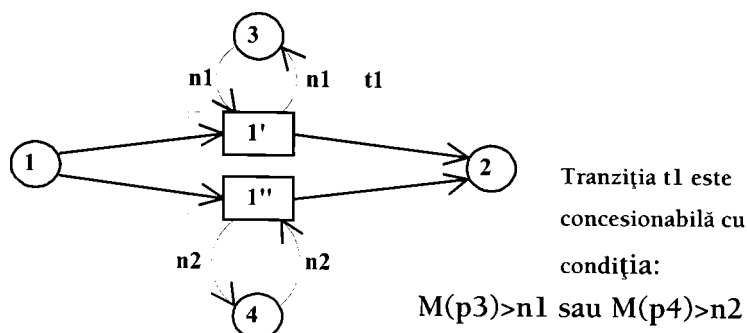 3
n1 n1 t1
1'
1
2
1''
n2 n2
4
Tranziţia t1 este
concesionabilă cu
condiţia:
M(p3)>n1 sau M(p4)>n2